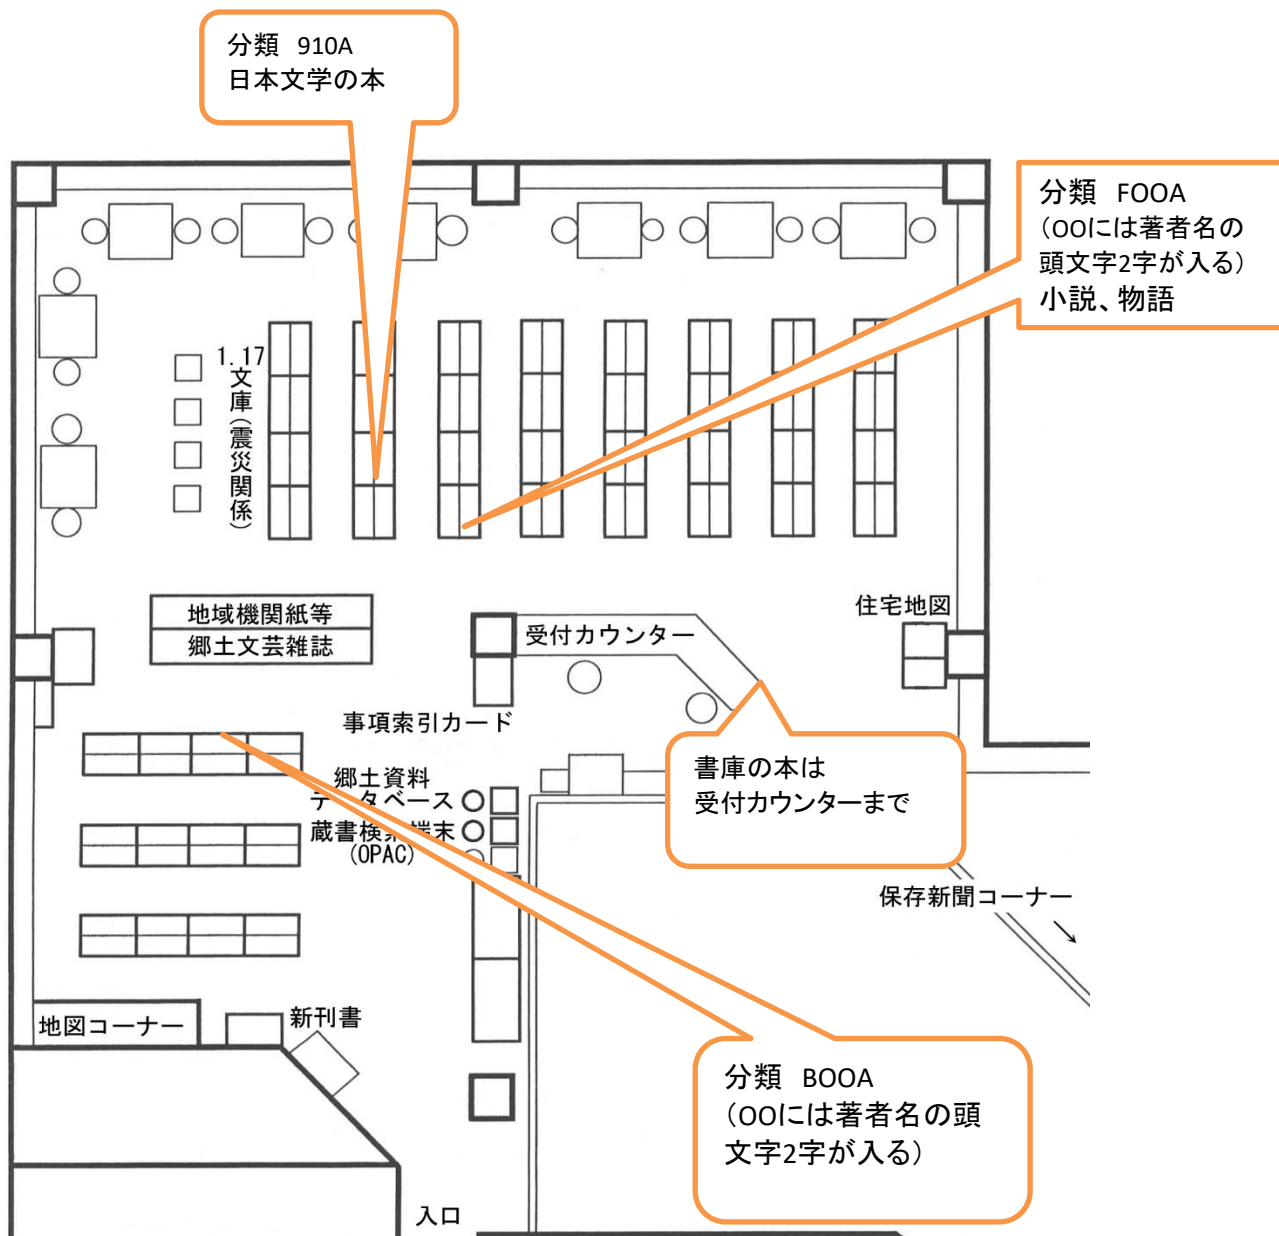 分類 910A
日本文学の本
分類 FOOA
(OOには著者名の
頭文字2字が入る)
小説、物語
1.17
文庫(震災関係)
地域機関紙等
郷土文芸雑誌
受付カウンター
住宅地図
事項索引カード
書庫の本は
受付カウンターまで
郷土資料
データベース
蔵書検索端末
(OPAC)
保存新聞コーナー
→
地図コーナー
新刊書
分類 BOOA
(OOには著者名の頭
文字2字が入る)
入口